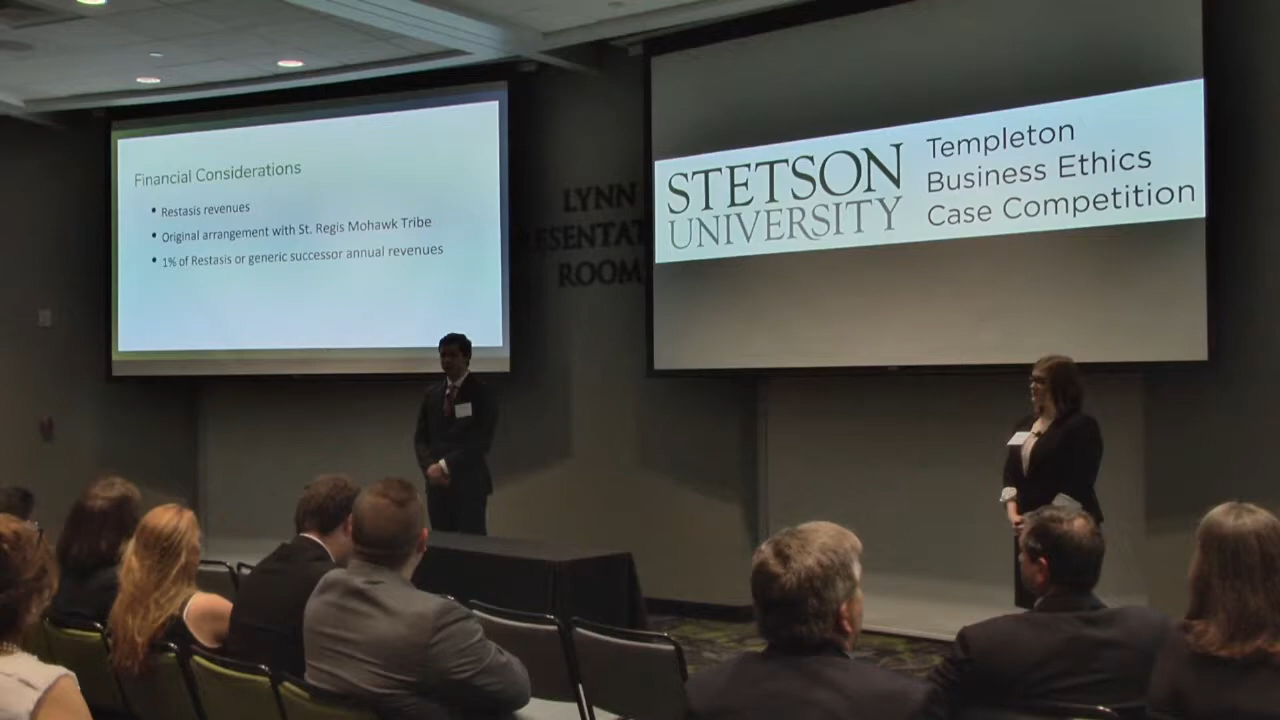 Financial Considerations
• Restasis revenues
• Original arrangement with St. Regis Mohawk Tribe
• 1% of Restasis or generic successor annual revenues
LYNN
ESENTAT
ROOM
STETSON
UNIVERSITY
Templeton
Business Ethics
Case Competition